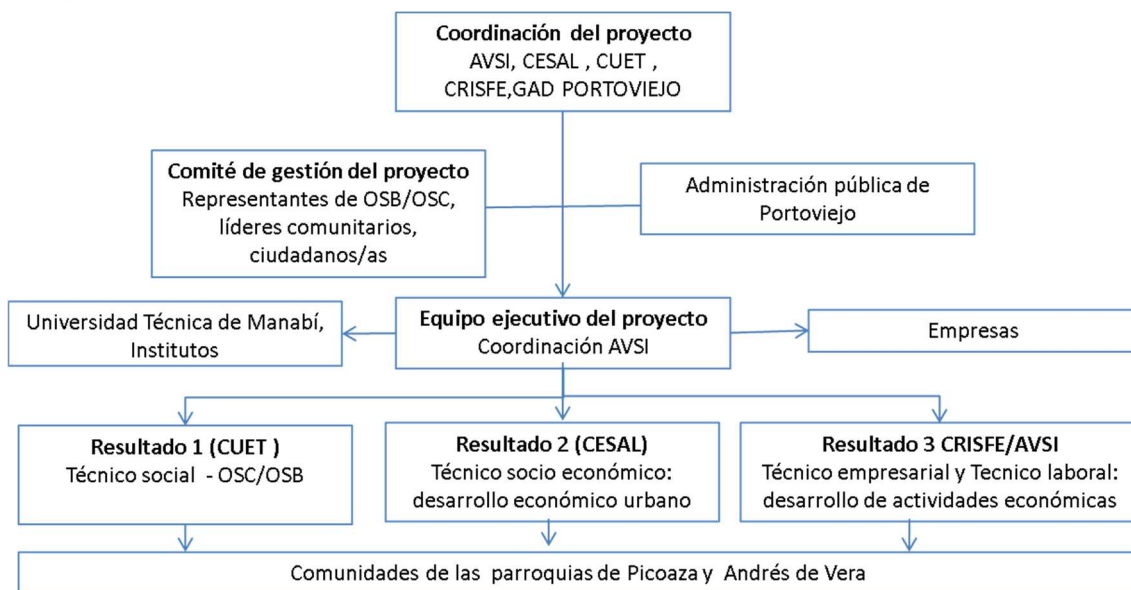 Coordinación del proyecto
AVSI, CESAL , CUET ,
CRISFE,GAD PORTOVIEJO
Comité de gestión del proyecto
Representantes de OSB/OSC,
líderes comunitarios,
ciudadanos/as
Administración pública de
Portoviejo
Universidad Técnica de Manabí,
Institutos
Equipo ejecutivo del proyecto
Coordinación AVSI
Empresas
Resultado 1 (CUET )
Técnico social - OSC/OSB
Resultado 2 (CESAL)
Técnico socio económico:
desarrollo económico urbano
Resultado 3 CRISFE/AVSI
Técnico empresarial y Tecnico laboral:
desarrollo de actividades económicas
Comunidades de las parroquias de Picoaza y Andrés de Vera